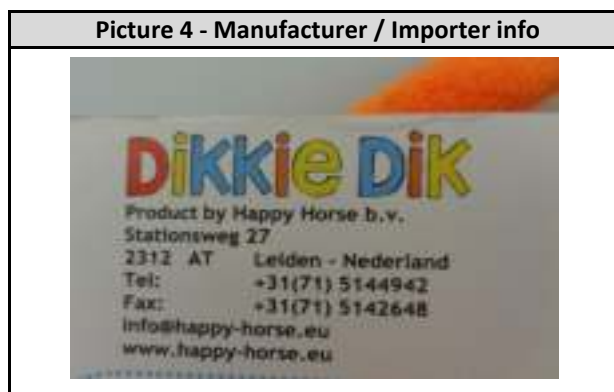 Picture 4 - Manufacturer / Importer info
Dikkie Dik
Product by Happy Horse b.v.
Stationsweg 27
2312 AT Leiden - Nederland
Tel: +31(71) 5144942
Fax: +31(71) 5142648
info@happy-horse.eu
www.happy-horse.eu